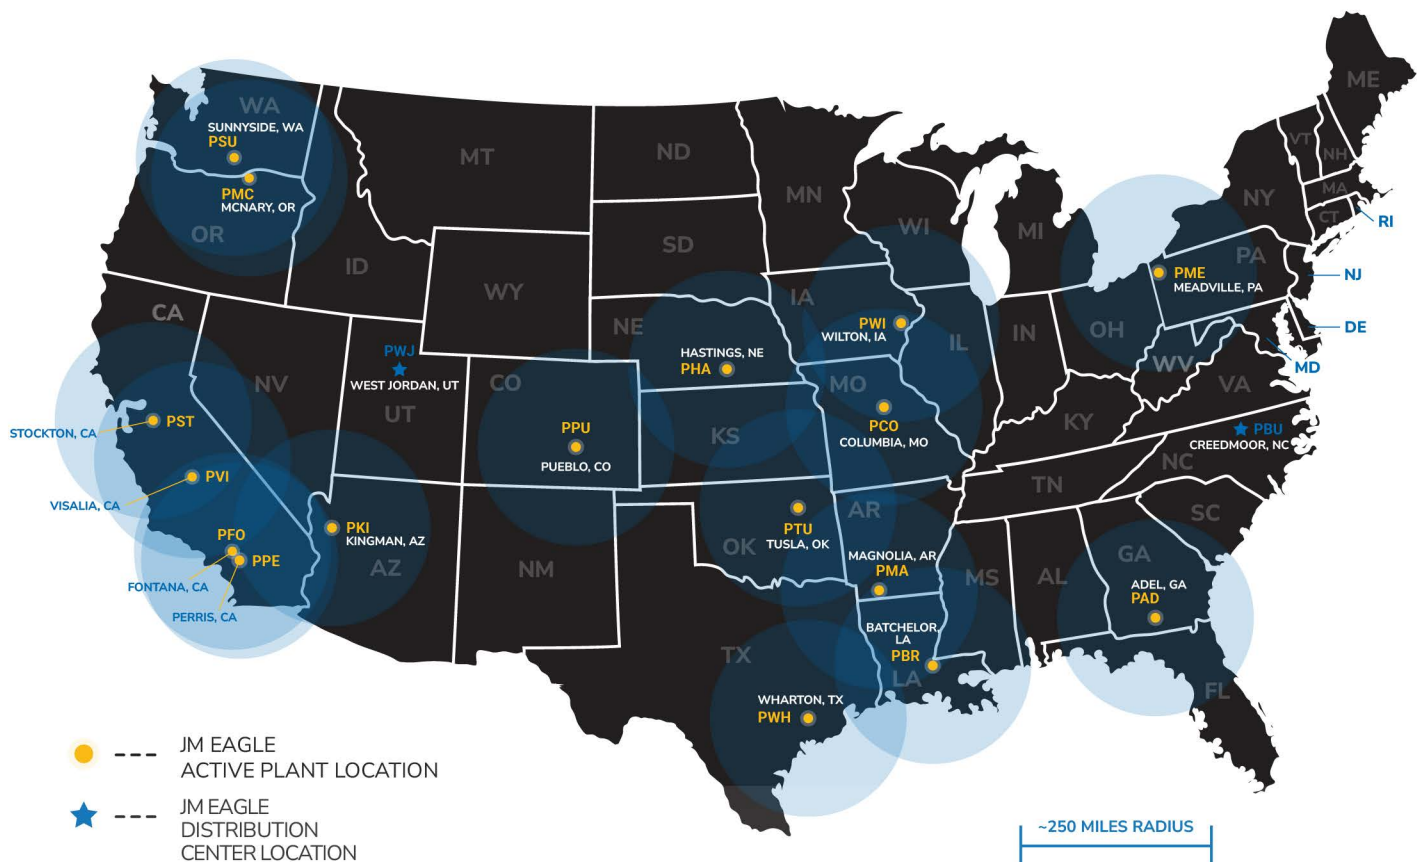 WA
SUNNYSIDE, WA
PSU
PMC
MCNARY, OR
OR
ID
MT
ND
SD
MN
WI
MI
ME
VT
NH
MA
CT
RI
NY
PA
NJ
DE
MD
PME
MEADVILLE, PA
WY
NE
IA
IL
IN
OH
WV
VA
KY
CA
NV
PWJ
WEST JORDAN, UT
UT
CO
HASTINGS, NE
PHA
PWI
WILTON, IA
MO
PCO
COLUMBIA, MO
KS
PPU
PUEBLO, CO
PBU
CREEDMOOR, NC
NC
TN
SC
STOCKTON, CA
PST
PVI
VISALIA, CA
PFO
PPE
FONTANA, CA
PERRIS, CA
PKI
KINGMAN, AZ
AZ
NM
OK
PTU
TUSLA, OK
AR
MAGNOLIA, AR
PMA
MS
AL
GA
ADEL, GA
PAD
BATCHELOR,
LA
PBR
LA
TX
WHARTON, TX
PWH
FL
JM EAGLE
ACTIVE PLANT LOCATION
JM EAGLE
DISTRIBUTION
CENTER LOCATION
~250 MILES RADIUS